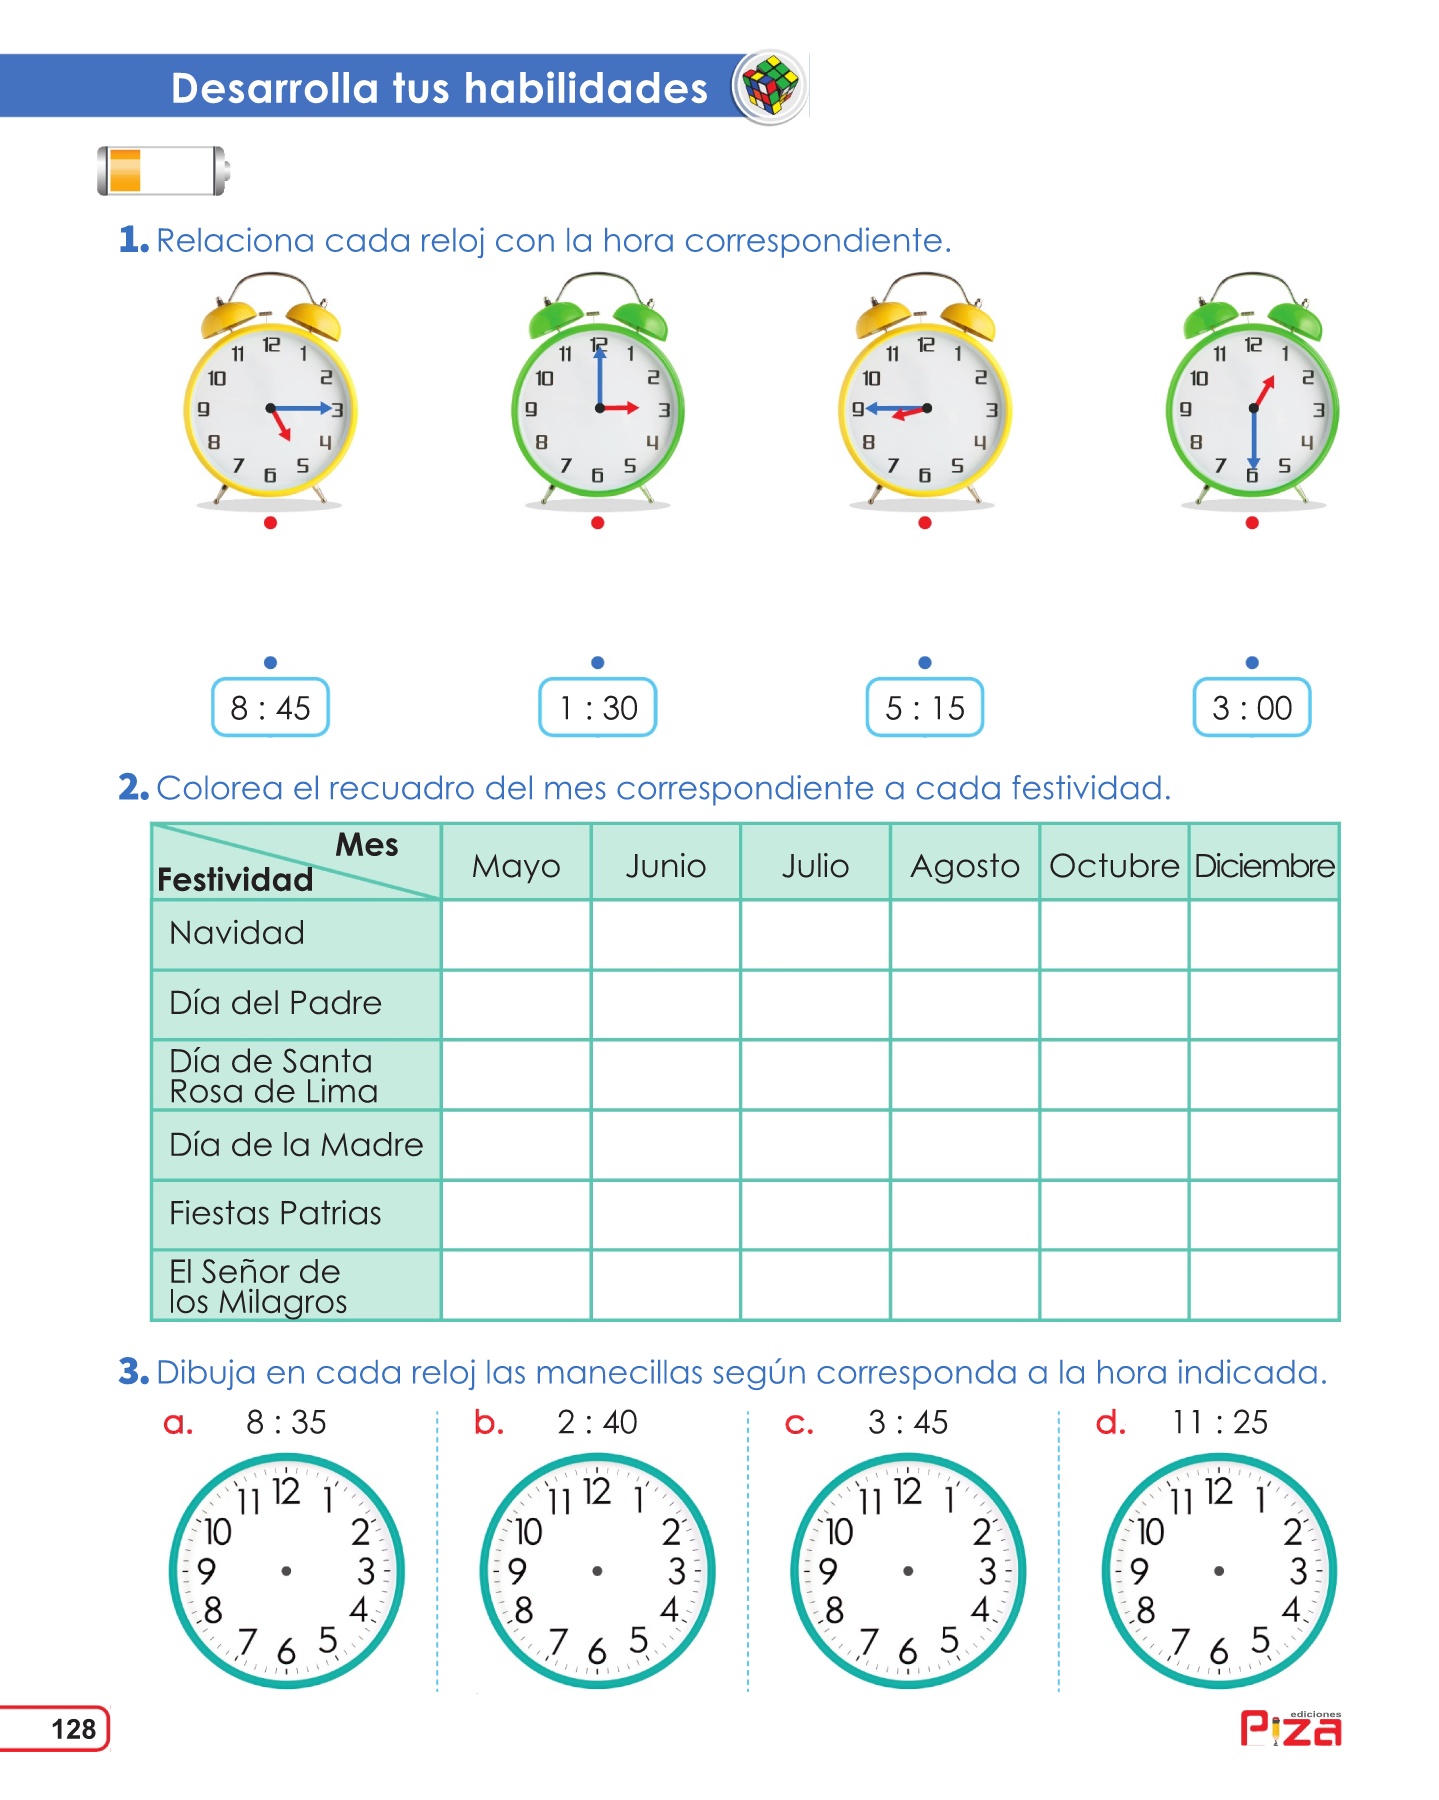 Desarrolla tus habilidades
1. Relaciona cada reloj con la hora correspondiente.
12 1 2 3 4 5 6 7 8 9 10 11
12 1 2 3 4 5 6 7 8 9 10 11
12 1 2 3 4 5 6 7 8 9 10 11
12 1 2 3 4 5 6 7 8 9 10 11
8 : 45 1 : 30 5 : 15 3 : 00
2. Colorea el recuadro del mes correspondiente a cada festividad.
Mes
Festividad
Mayo Junio Julio Agosto Octubre Diciembre
Navidad
Día del Padre
Día de Santa
Rosa de Lima
Día de la Madre
Fiestas Patrias
El Señor de
los Milagros
3. Dibuja en cada reloj las manecillas según corresponda a la hora indicada.
a. 8 : 35 b. 2 : 40 c. 3 : 45 d. 11 : 25
12 1 2 3 4 5 6 7 8 9 10 11
12 1 2 3 4 5 6 7 8 9 10 11
12 1 2 3 4 5 6 7 8 9 10 11
12 1 2 3 4 5 6 7 8 9 10 11
128
ediciones
Piza